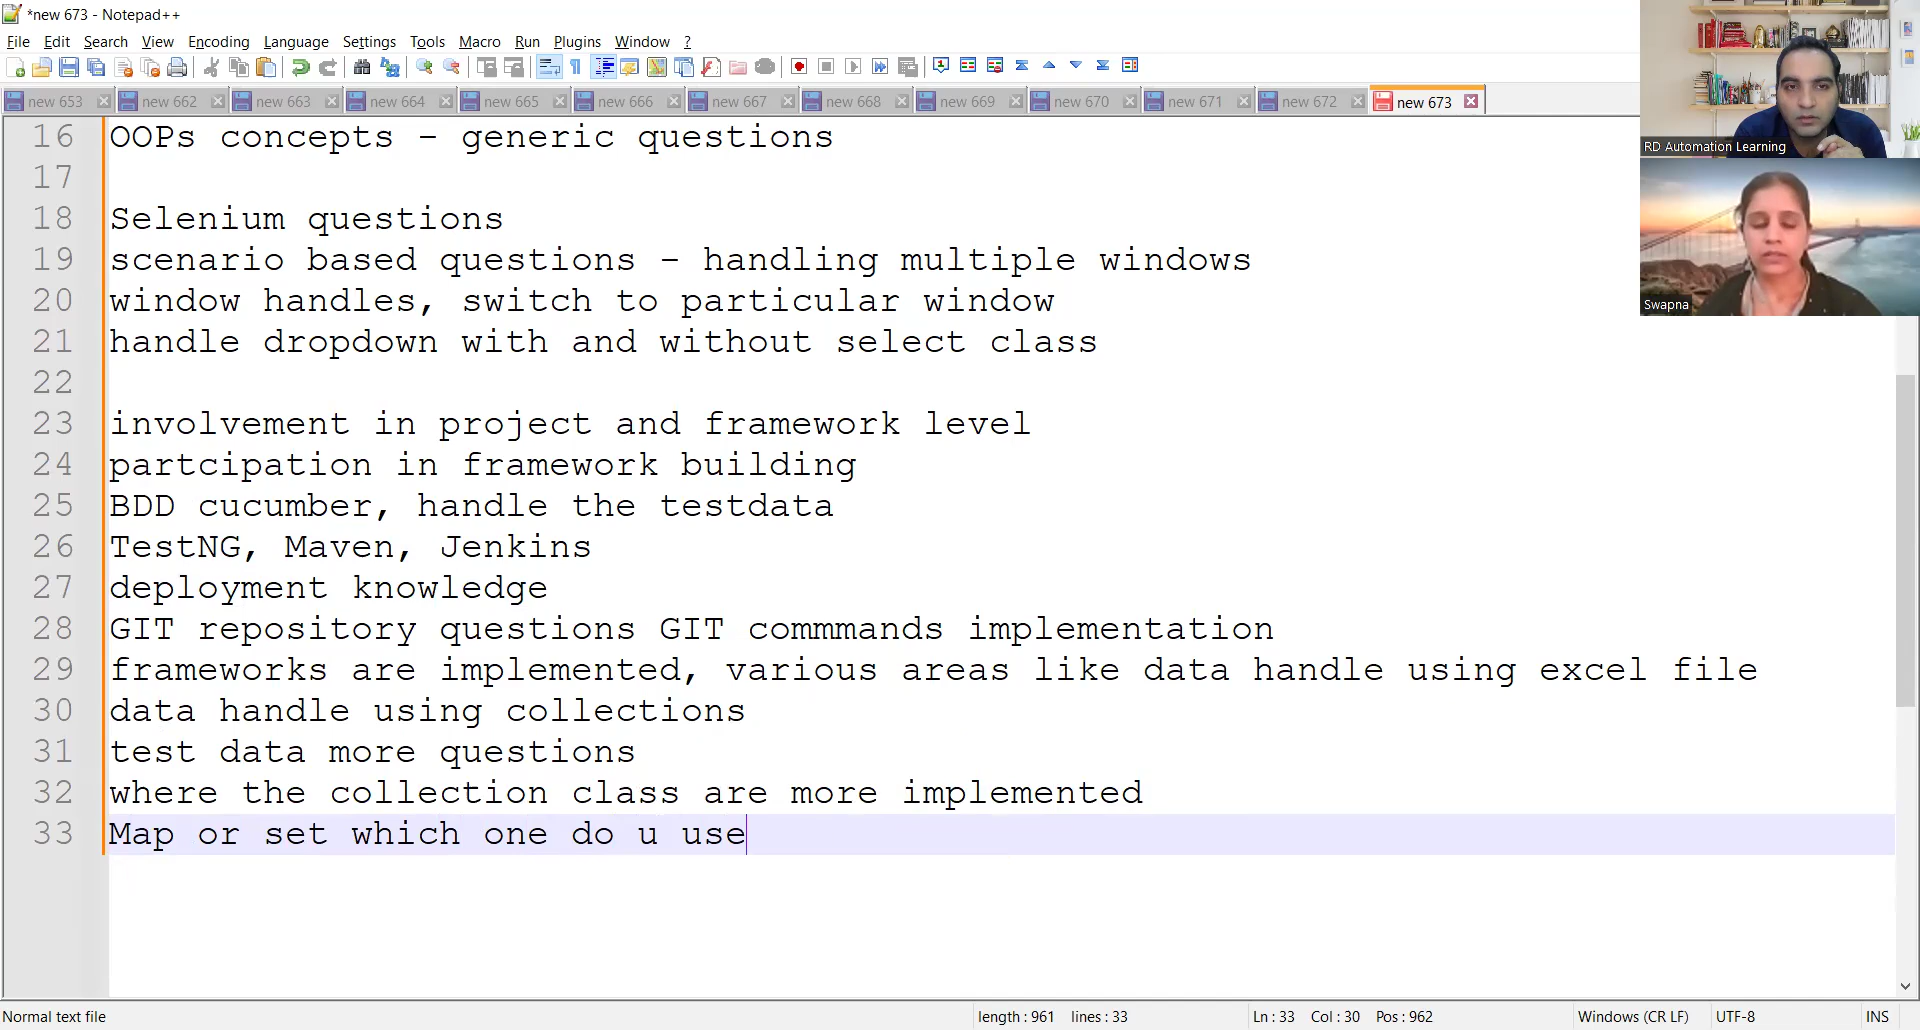 *new 673 - Notepad++
File Edit Search View Encoding Language Settings Tools Macro Run Plugins Window ?
new 653 new 662 new 663 new 664 new 665 new 666 new 667 new 668 new 669 new 670 new 671 new 672 new 673
RD Automation Learning
Swapna
16 OOPs concepts - generic questions
17
18 Selenium questions
19 scenario based questions - handling multiple windows
20 window handles, switch to particular window
21 handle dropdown with and without select class
22
23 involvement in project and framework level
24 partcipation in framework building
25 BDD cucumber, handle the testdata
26 TestNG, Maven, Jenkins
27 deployment knowledge
28 GIT repository questions GIT commmands implementation
29 frameworks are implemented, various areas like data handle using excel file
30 data handle using collections
31 test data more questions
32 where the collection class are more implemented
33 Map or set which one do u use
Normal text file length : 961 lines : 33 Ln : 33 Col : 30 Pos : 962 Windows (CR LF) UTF-8 INS